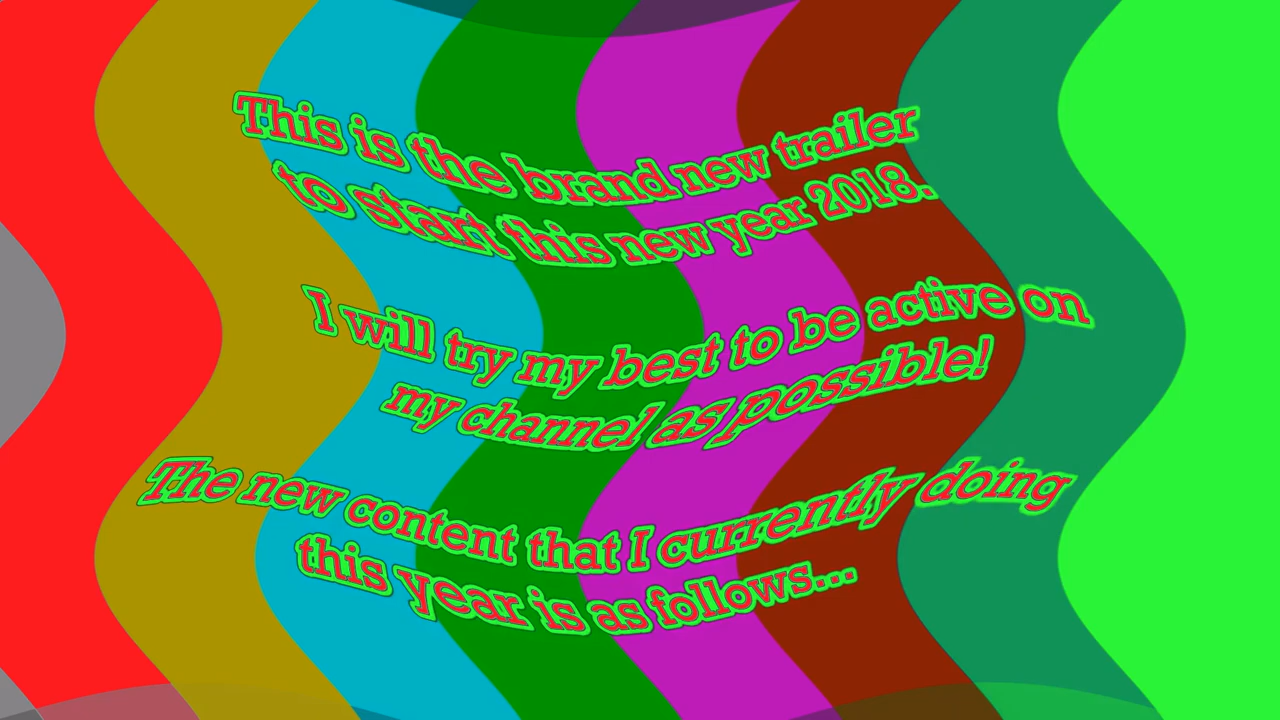 This is the brand new trailer
to start this new year 2018.
I will try my best to be active on
my channel as possible!
The new content that I currently doing
this year is as follows...